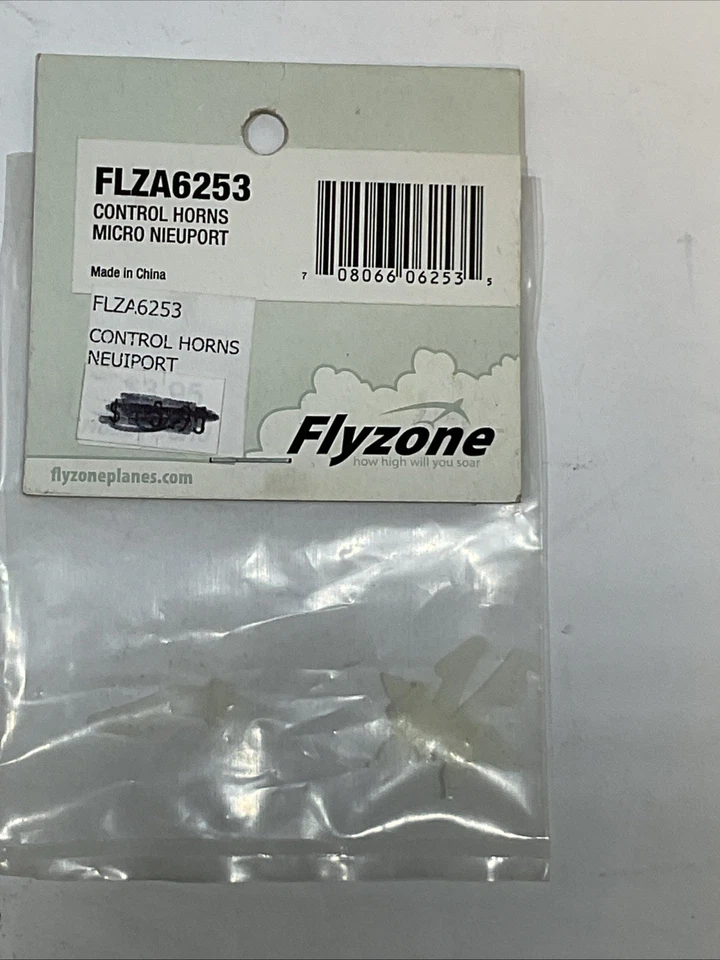 FLZA6253
CONTROL HORNS
MICRO NIEUPORT
Made in China
7 08066 06253 5
FLZA6253
CONTROL HORNS
NEUIPORT
Flyzone
how high will you soar
flyzoneplanes.com